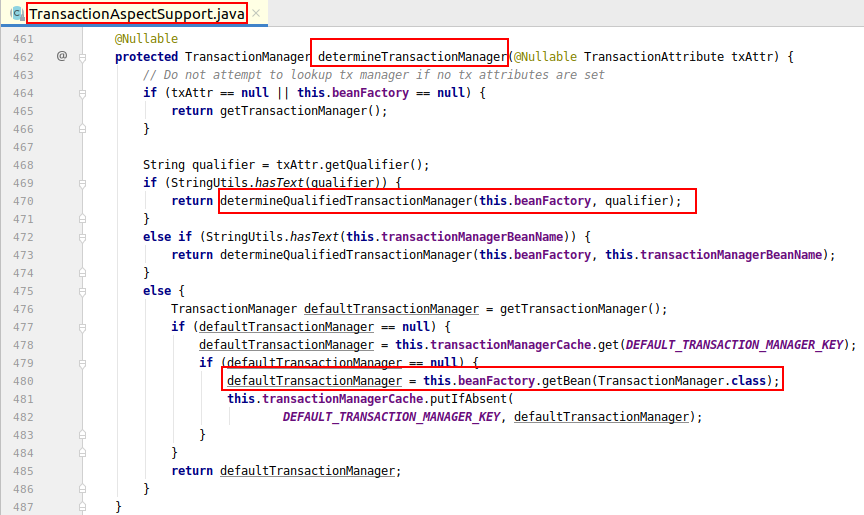 TransactionAspectSupport.java
461 @Nullable
462 @ protected TransactionManager determineTransactionManager(@Nullable TransactionAttribute txAttr) {
463 // Do not attempt to lookup tx manager if no tx attributes are set
464 if (txAttr == null || this.beanFactory == null) {
465 return getTransactionManager();
466 }
467
468 String qualifier = txAttr.getQualifier();
469 if (StringUtils.hasText(qualifier)) {
470 return determineQualifiedTransactionManager(this.beanFactory, qualifier);
471 }
472 else if (StringUtils.hasText(this.transactionManagerBeanName)) {
473 return determineQualifiedTransactionManager(this.beanFactory, this.transactionManagerBeanName);
474 }
475 else {
476 TransactionManager defaultTransactionManager = getTransactionManager();
477 if (defaultTransactionManager == null) {
478 defaultTransactionManager = this.transactionManagerCache.get(DEFAULT_TRANSACTION_MANAGER_KEY);
479 if (defaultTransactionManager == null) {
480 defaultTransactionManager = this.beanFactory.getBean(TransactionManager.class);
481 this.transactionManagerCache.putIfAbsent(
482 DEFAULT_TRANSACTION_MANAGER_KEY, defaultTransactionManager);
483 }
484 }
485 return defaultTransactionManager;
486 }
487 }